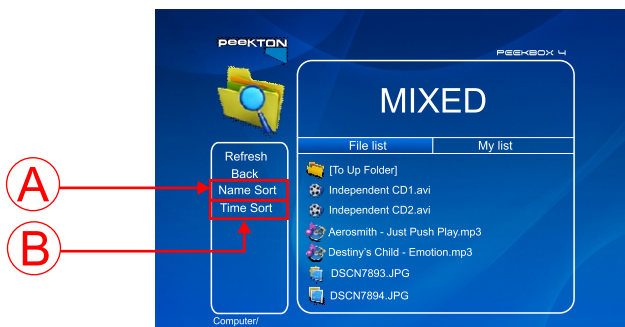 PEEKTON
PEEKBOX 4
MIXED
File list
My list
Refresh
Back
Name Sort
Time Sort
A
B
[To Up Folder]
Independent CD1.avi
Independent CD2.avi
Aerosmith - Just Push Play.mp3
Destiny's Child - Emotion.mp3
DSCN7893.JPG
DSCN7894.JPG
Computer/